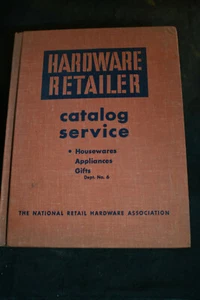 HARDWARE
RETAILER
catalog
service
• Housewares
Appliances
Gifts
Dept. No. 6
THE NATIONAL RETAIL HARDWARE ASSOCIATION